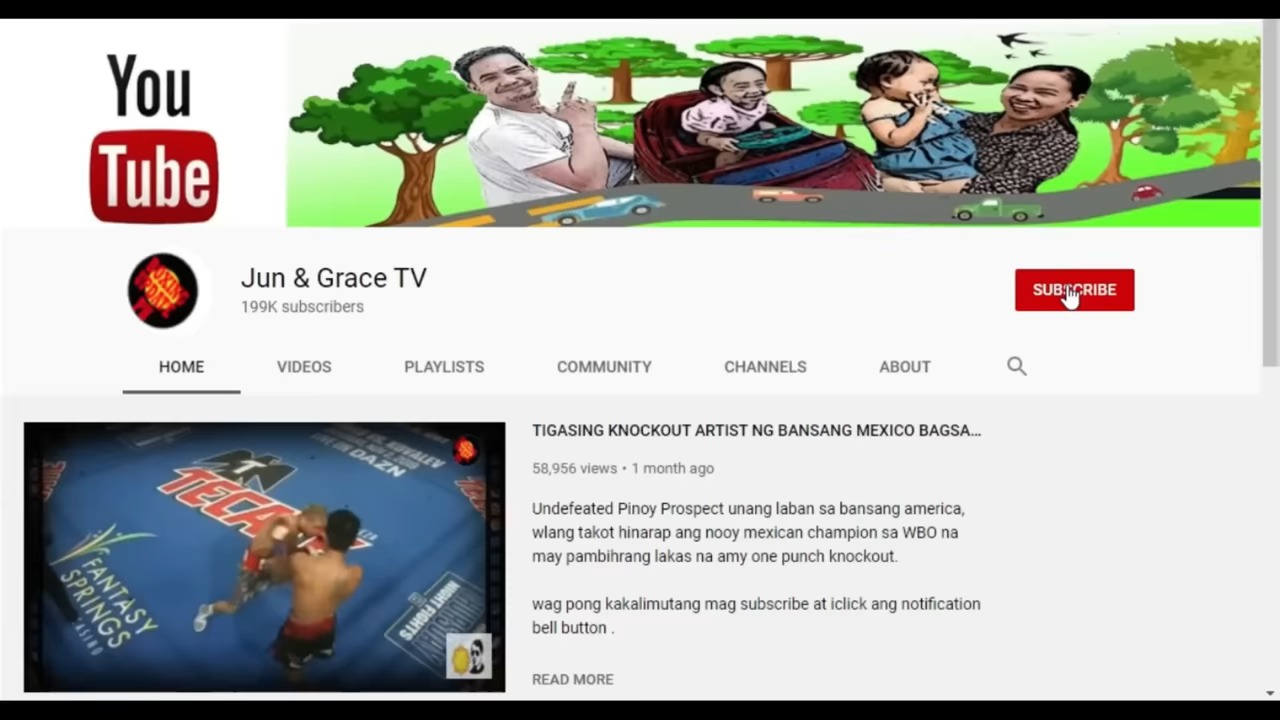 You
Tube
Jun & Grace TV
199K subscribers
SUBSCRIBE
HOME VIDEOS PLAYLISTS COMMUNITY CHANNELS ABOUT
TIGASING KNOCKOUT ARTIST NG BANSANG MEXICO BAGSA...
58,956 views • 1 month ago
Undefeated Pinoy Prospect unang laban sa bansang america,
wlang takot hinarap ang nooy mexican champion sa WBO na
may pambihrang lakas na amy one punch knockout.
wag pong kakalimutang mag subscribe at iclick ang notification
bell button .
READ MORE
DAZN
TECA
FANTASY
SPRINGS